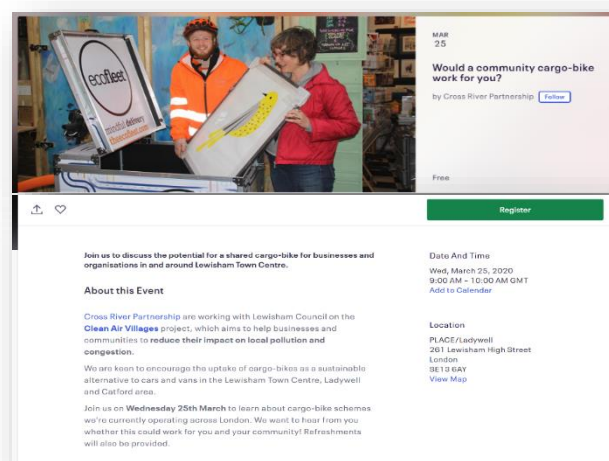 ecofleet
mindful delivery
theecofleet.com
MAR
25
Would a community cargo-bike
work for you?
by Cross River Partnership Follow
Free
Register
Join us to discuss the potential for a shared cargo-bike for businesses and
organisations in and around Lewisham Town Centre.
About this Event
Cross River Partnership are working with Lewisham Council on the
Clean Air Villages project, which aims to help businesses and
communities to reduce their impact on local pollution and
congestion.
We are keen to encourage the uptake of cargo-bikes as a sustainable
alternative to cars and vans in the Lewisham Town Centre, Ladywell
and Catford area.
Join us on Wednesday 25th March to learn about cargo-bike schemes
we're currently operating across London. We want to hear from you
whether this could work for you and your community! Refreshments
will also be provided.
Date And Time
Wed, March 25, 2020
9:00 AM – 10:00 AM GMT
Add to Calendar
Location
PLACE/Ladywell
261 Lewisham High Street
London
SE13 6AY
View Map